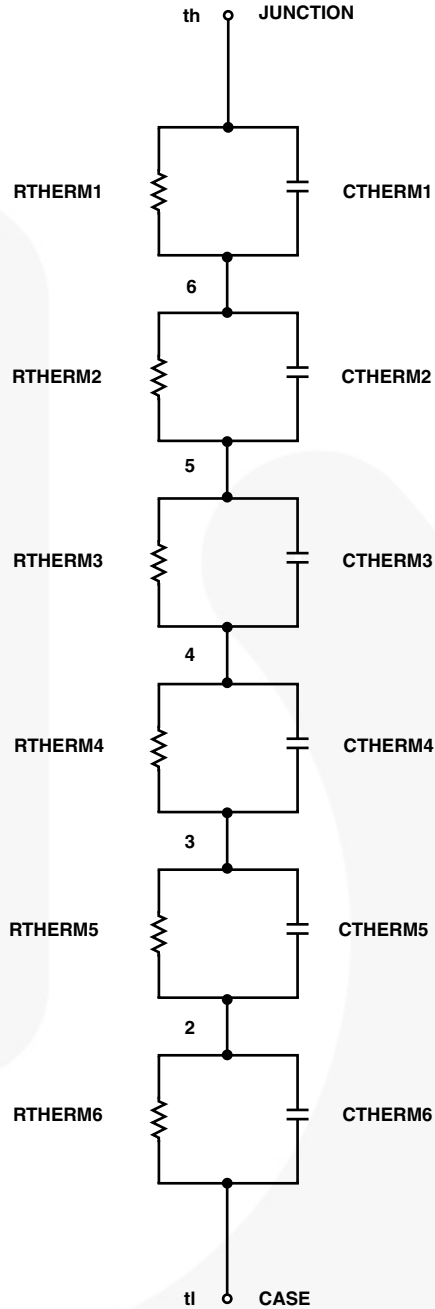 th JUNCTION
RTHERM1 CTHERM1
6
RTHERM2 CTHERM2
5
RTHERM3 CTHERM3
4
RTHERM4 CTHERM4
3
RTHERM5 CTHERM5
2
RTHERM6 CTHERM6
tl CASE